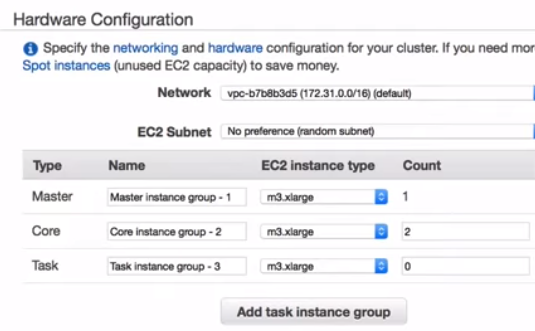 Hardware Configuration
Specify the networking and hardware configuration for your cluster. If you need mor
Spot instances (unused EC2 capacity) to save money.
Network vpc-b7b8b3d5 (172.31.0.0/16) (default)
EC2 Subnet No preference (random subnet)
Type Name EC2 instance type Count
Master Master instance group - 1 m3.xlarge 1
Core Core instance group - 2 m3.xlarge 2
Task Task instance group - 3 m3.xlarge 0
Add task instance group